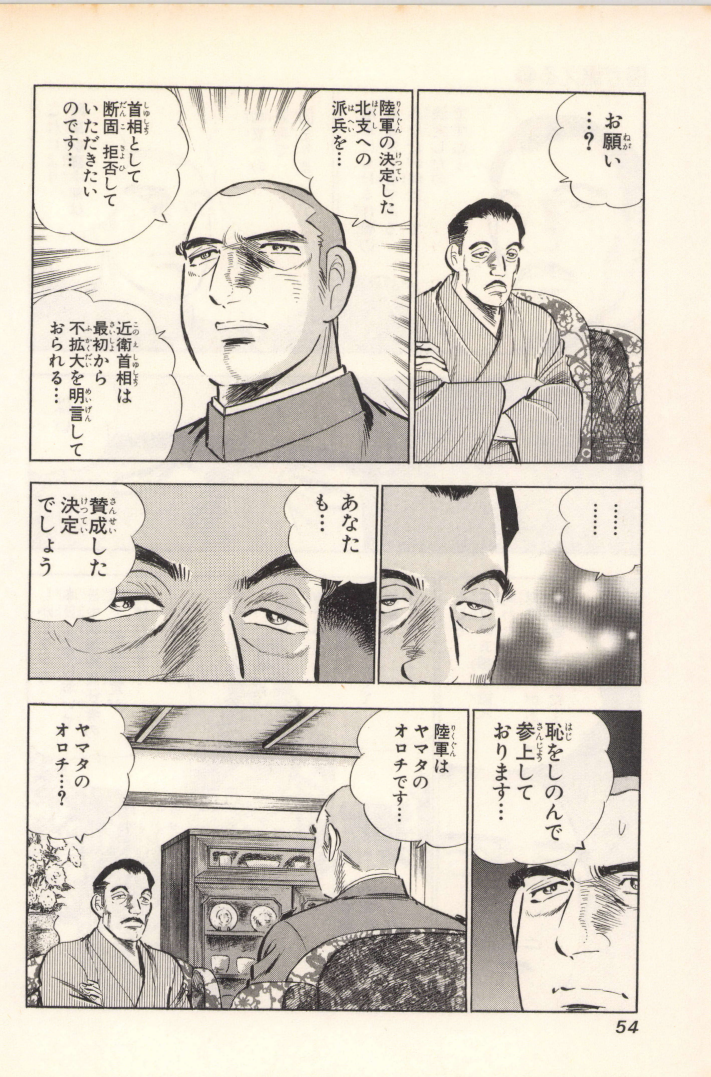 お願い
…?
陸軍の決定した
北支への
派兵を…
首相として
断固 拒否して
いただきたい
のです…
近衛首相は
最初から
不拡大を明言して
おられる…
……
……
あなた
も…
賛成した
決定
でしょう
恥をしのんで
参上して
おります…
陸軍は
ヤマタの
オロチです…
ヤマタの
オロチ…?
54